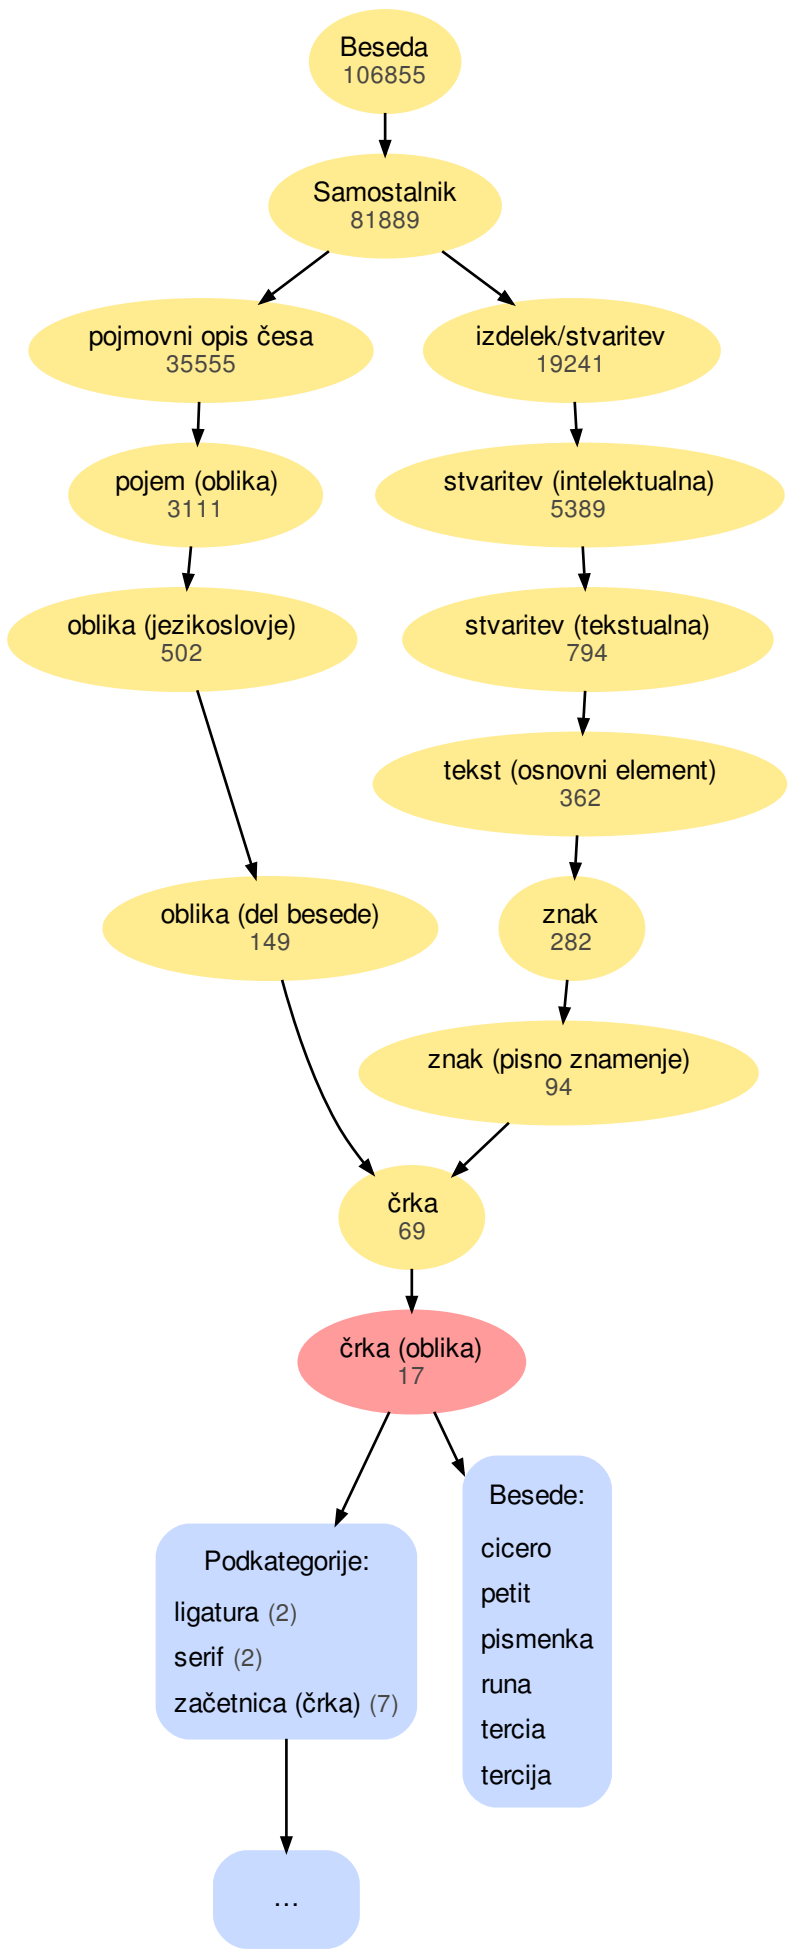 Beseda
106855
Samostalnik
81889
pojmovni opis česa
35555
izdelek/stvaritev
19241
pojem (oblika)
3111
stvaritev (intelektualna)
5389
oblika (jezikoslovje)
502
stvaritev (tekstualna)
794
tekst (osnovni element)
362
oblika (del besede)
149
znak
282
znak (pisno znamenje)
94
črka
69
črka (oblika)
17
Podkategorije:
ligatura (2)
serif (2)
začetnica (črka) (7)
Besede:
cicero
petit
pismenka
runa
tercia
tercija
...